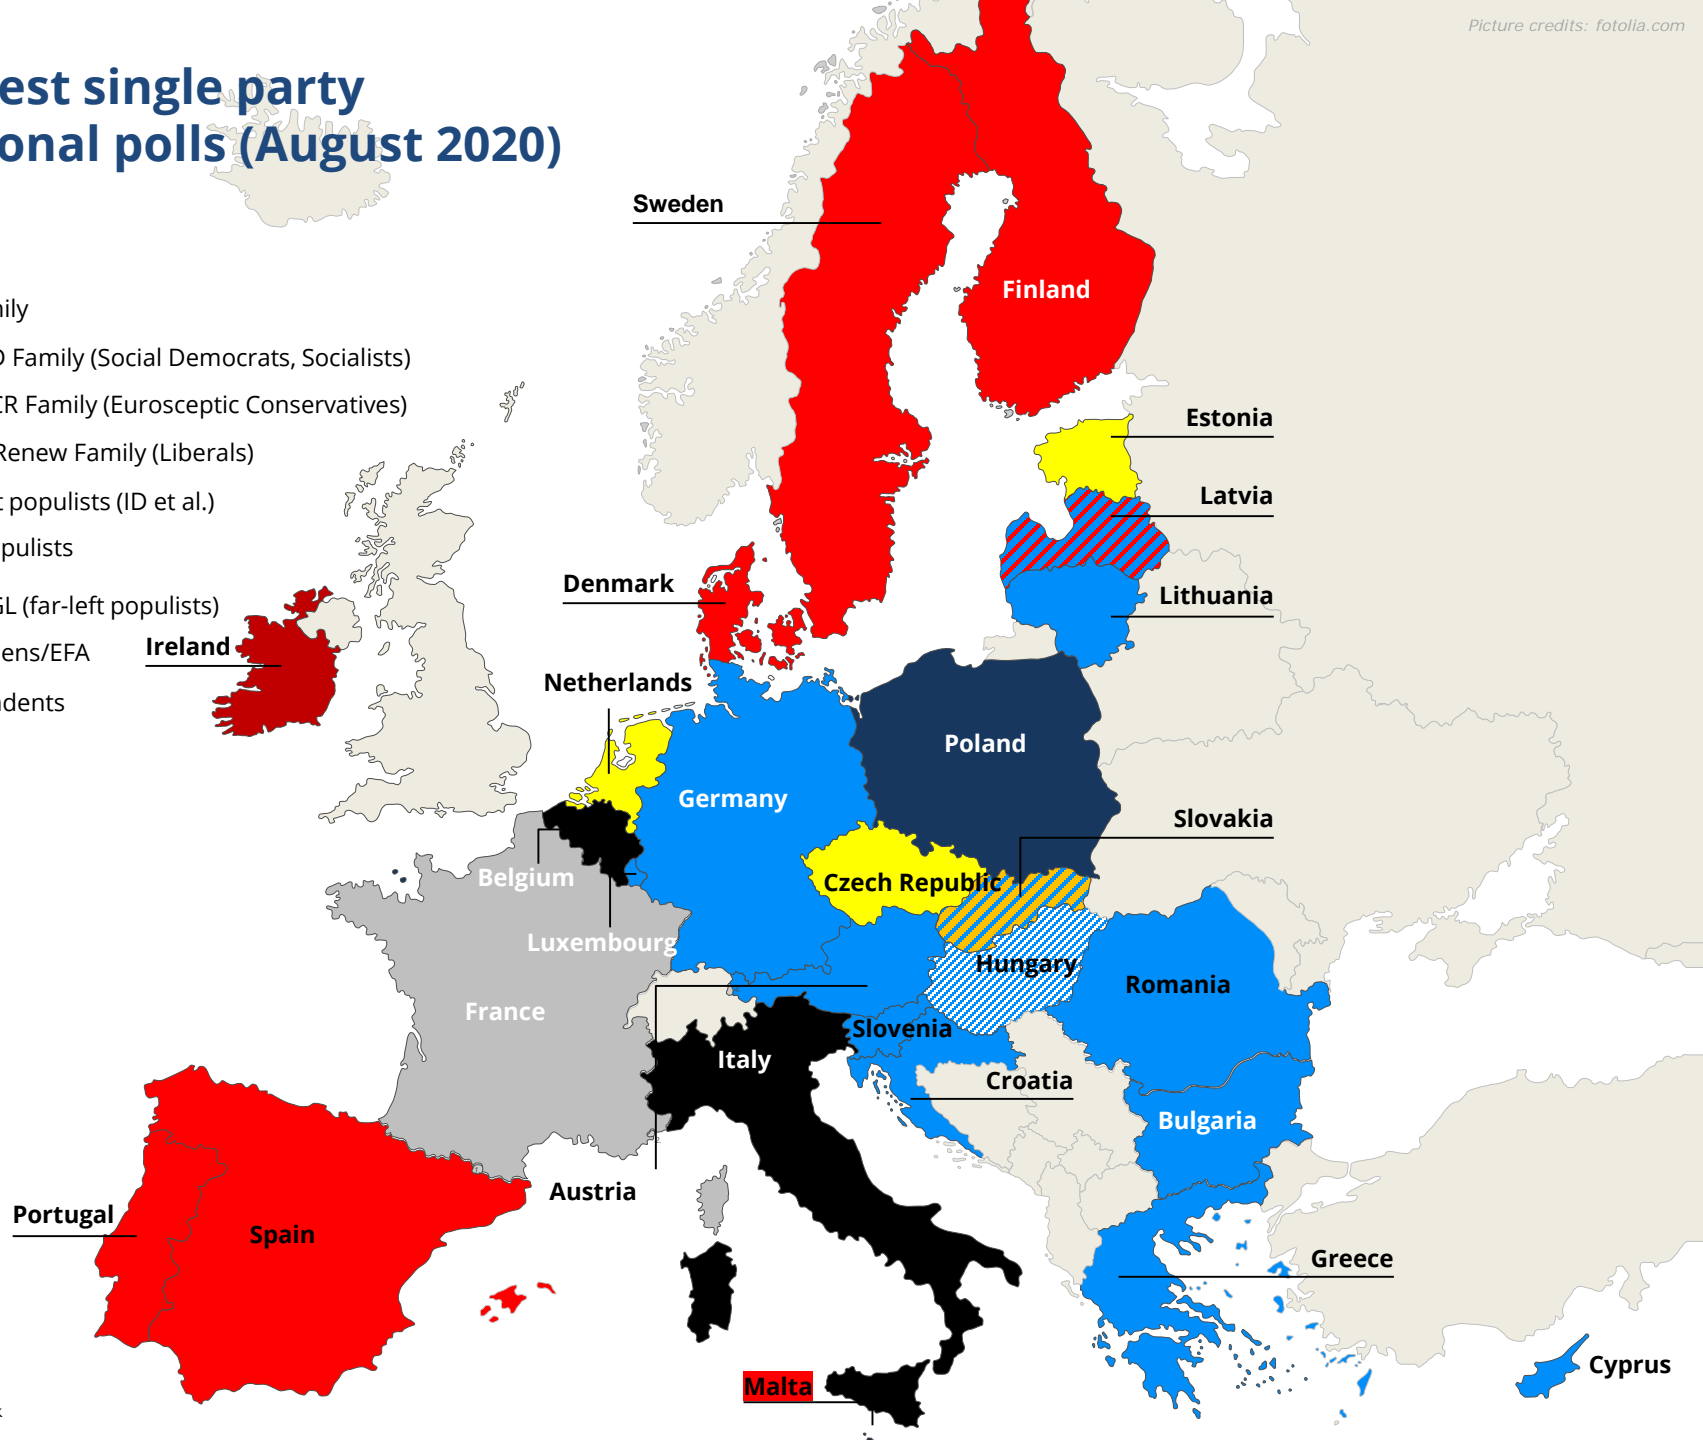 Picture credits: fotolia.com
est single party
onal polls (August 2020)
Sweden
Finland
ily
Family (Social Democrats, Socialists)
CR Family (Eurosceptic Conservatives)
Estonia
Renew Family (Liberals)
Latvia
t populists (ID et al.)
pulists
Denmark
Lithuania
GL (far-left populists)
Ireland
ens/EFA
Netherlands
dents
Poland
Germany
Slovakia
Belgium
Czech Republic
Luxembourg
Hungary
Romania
France
Slovenia
Italy
Croatia
Bulgaria
Austria
Portugal
Spain
Greece
Cyprus
Malta